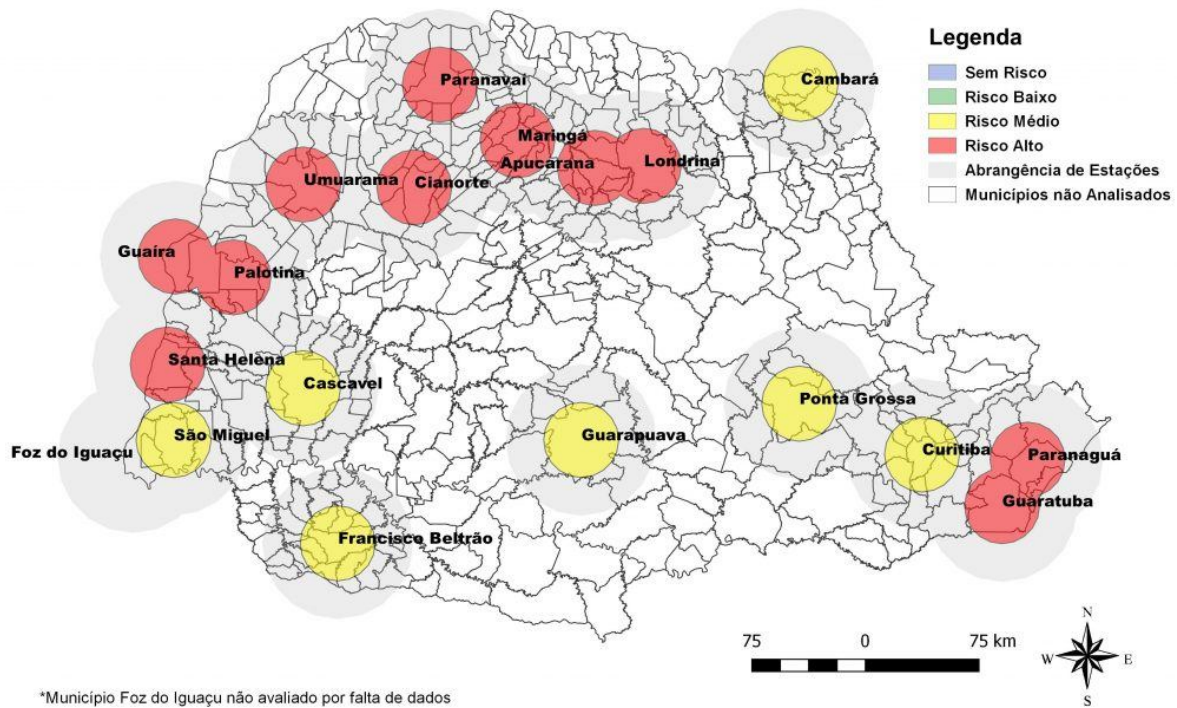 Legenda
Sem Risco
Risco Baixo
Risco Médio
Risco Alto
Abrangência de Estações
Municípios não Analisados
Paranavaí
Cambará
Maringá
Apucarana
Londrina
Umuarama
Cianorte
Guaíra
Palotina
Santa Helena
Cascavel
Ponta Grossa
São Miguel
Guarapuava
Foz do Iguaçu
Curitiba
Paranaguá
Guaratuba
Francisco Beltrão
75 0 75 km
N
W E
S
*Município Foz do Iguaçu não avaliado por falta de dados